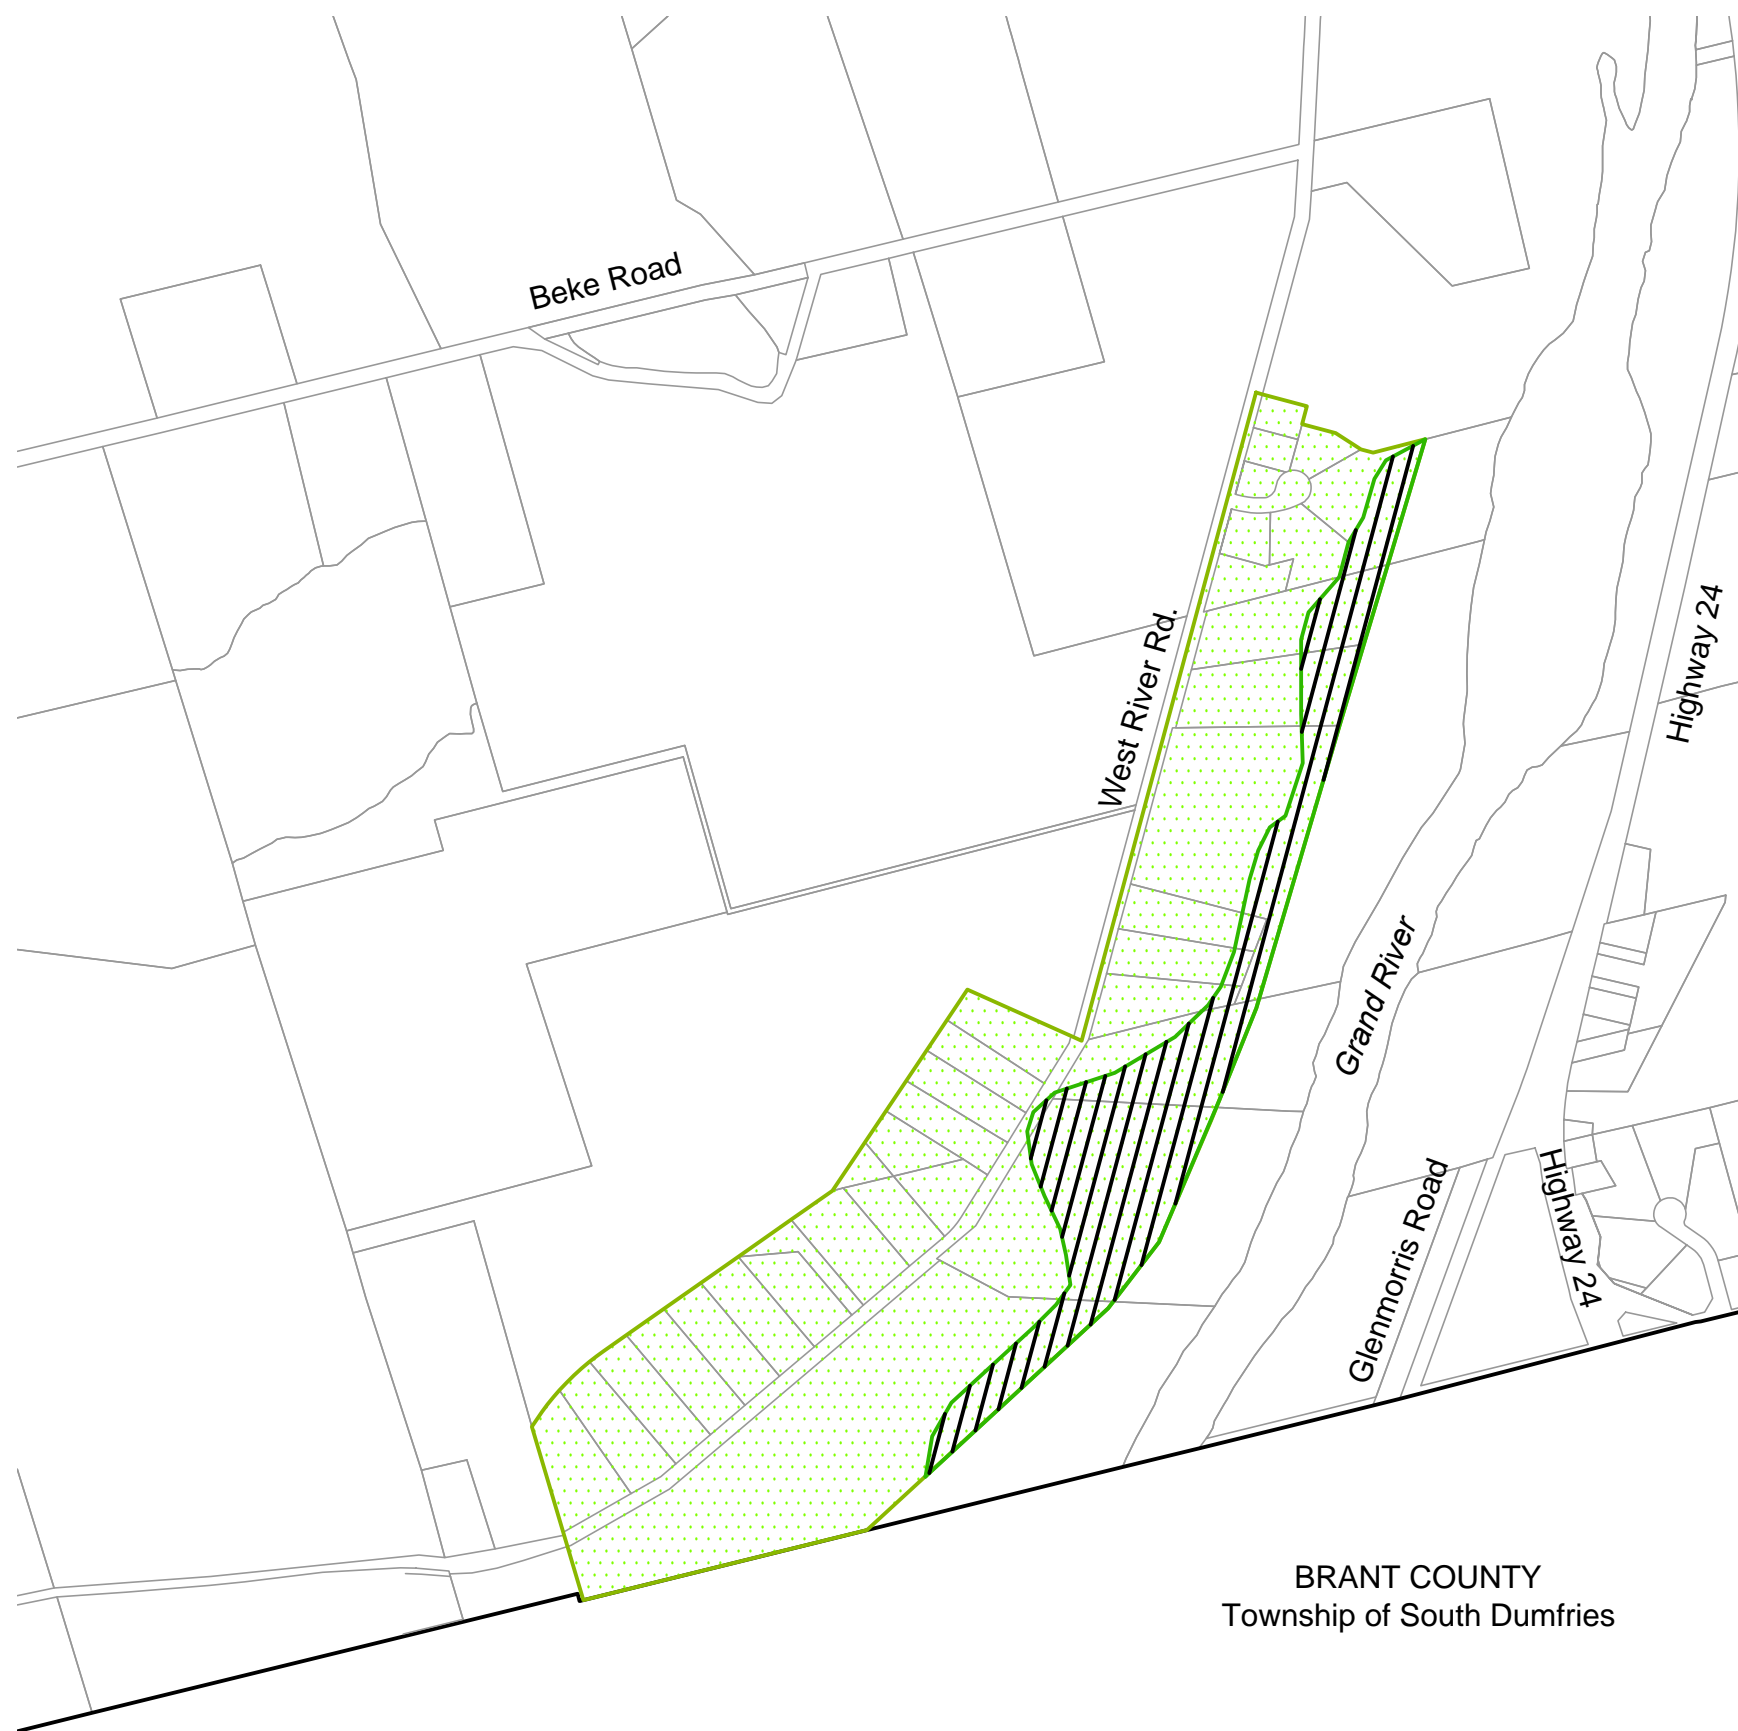 Beke Road
West River Rd.
Highway 24
Grand River
Glenmorris Road
Highway 24
BRANT COUNTY
Township of South Dumfries